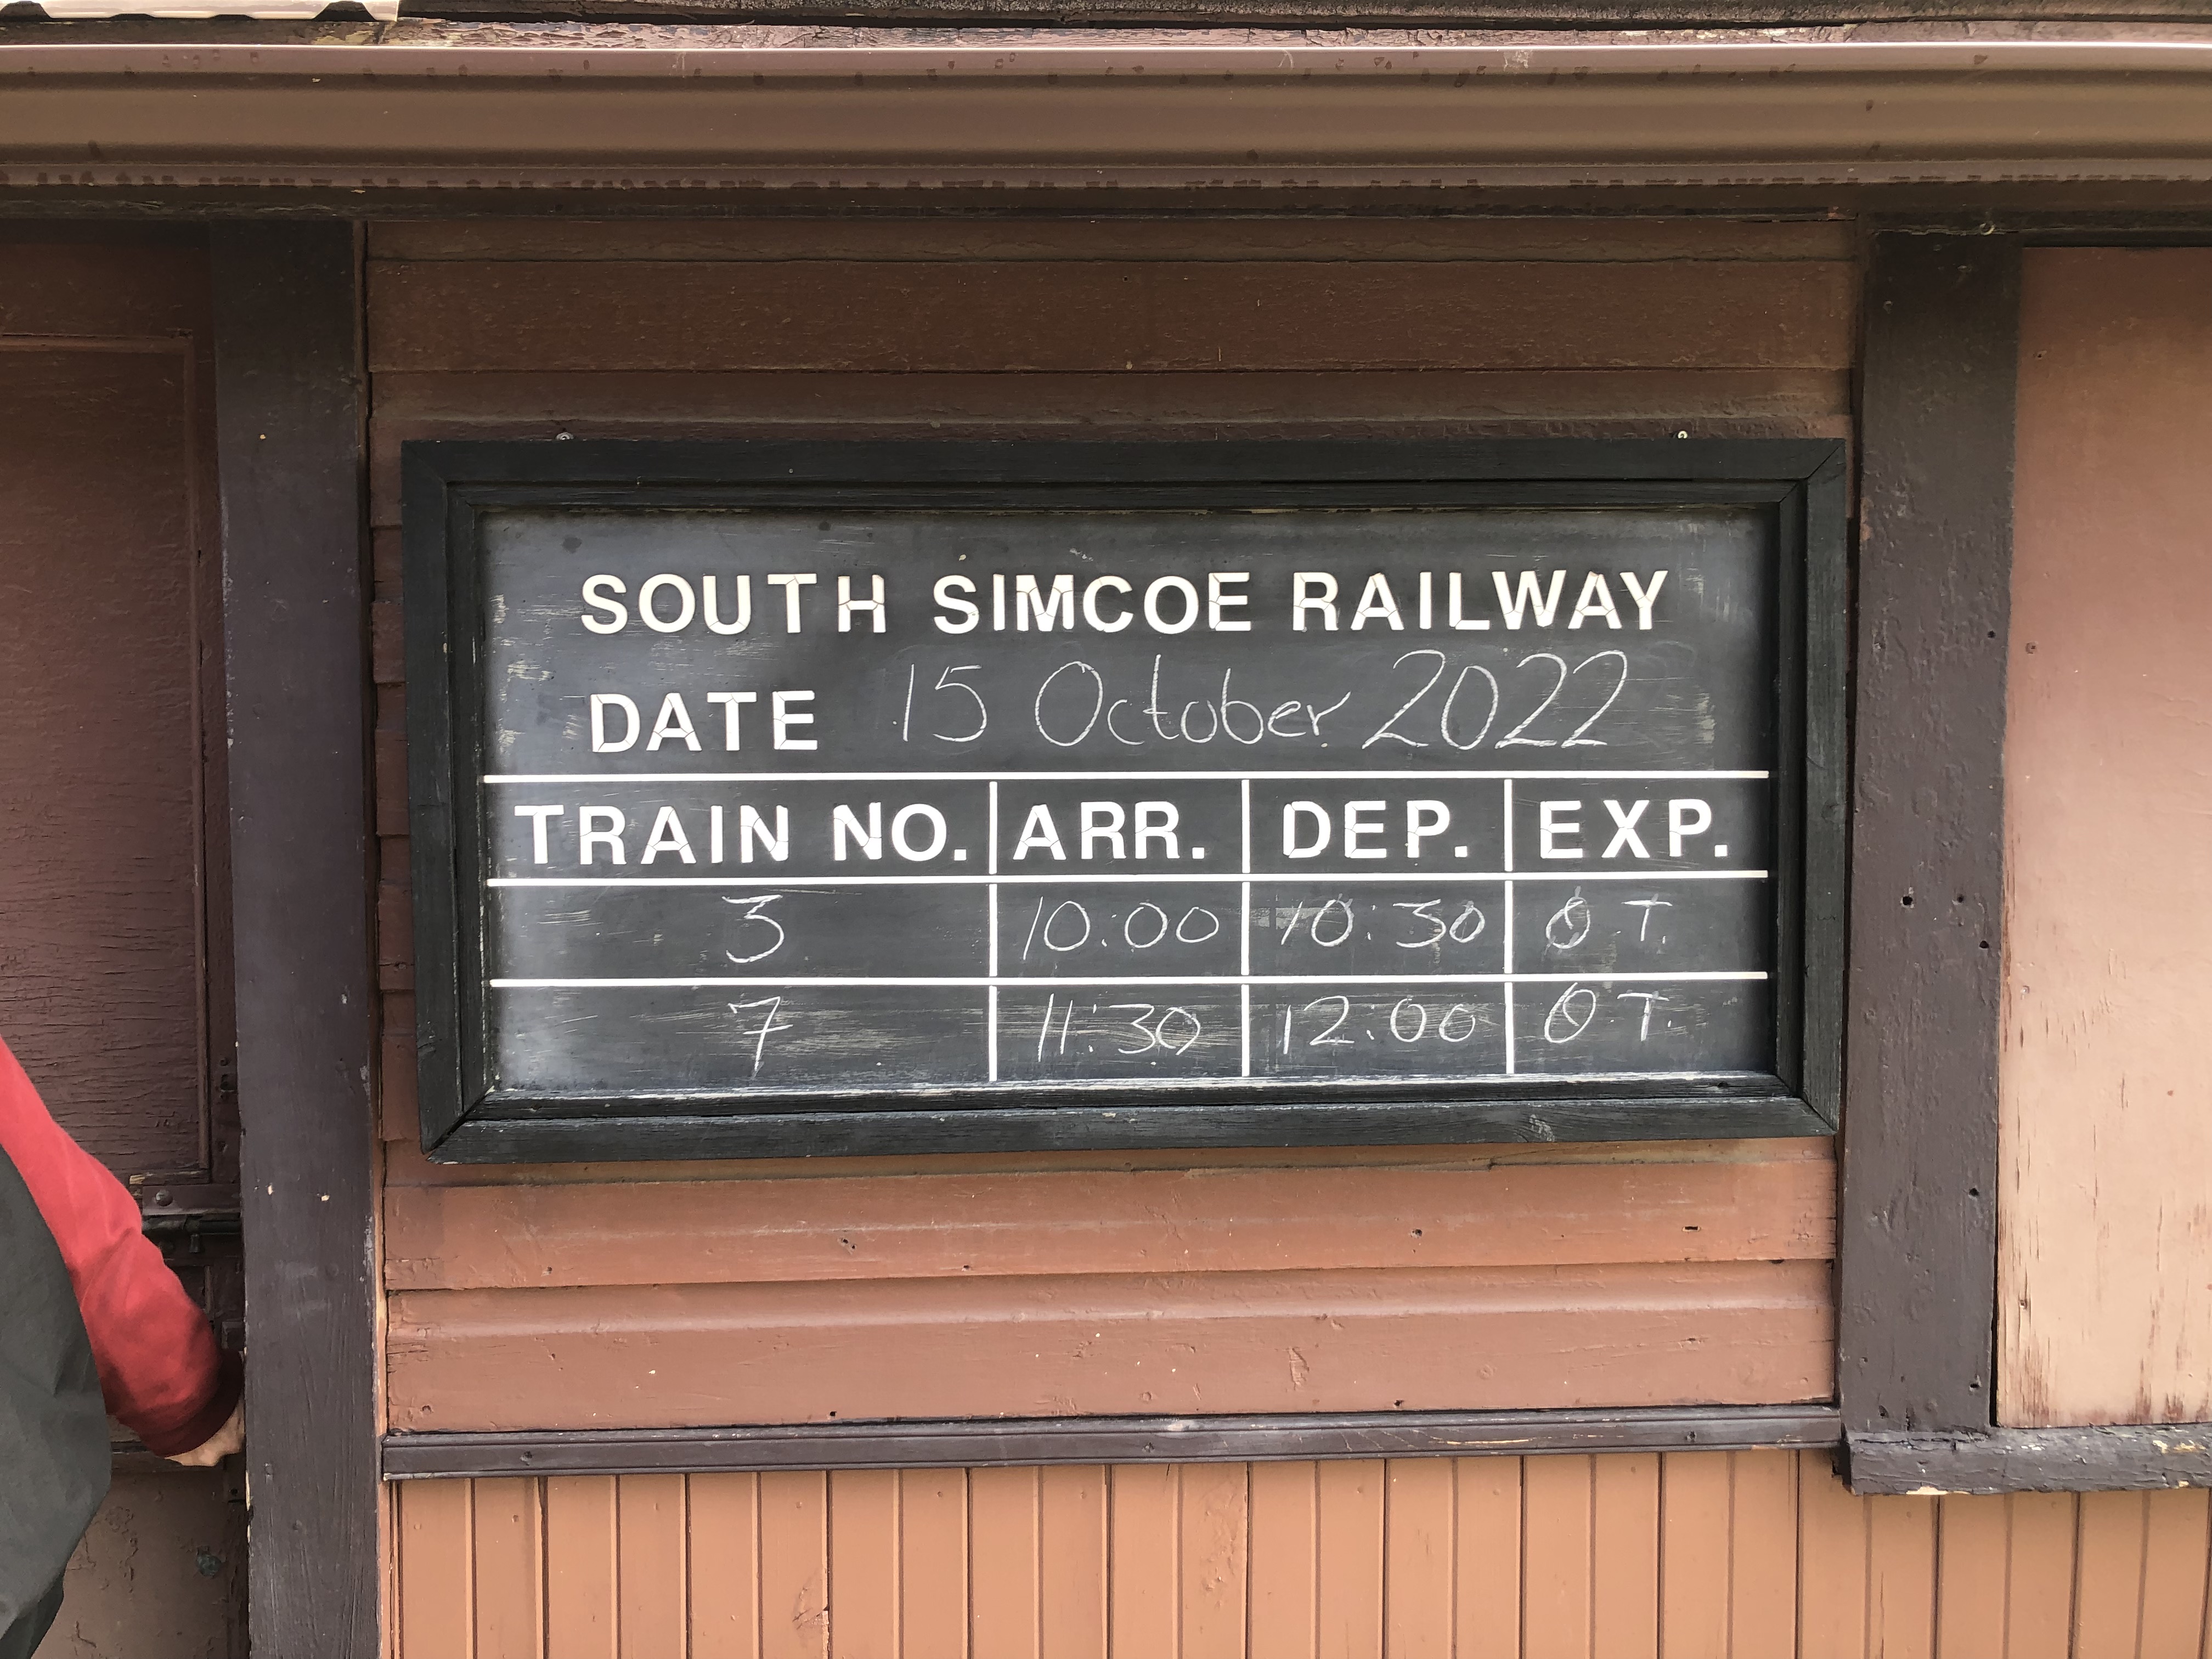 SOUTH SIMCOE RAILWAY
DATE 15 October 2022
TRAIN NO. ARR. DEP. EXP.
3 10:00 10:30 O T.
7 11:30 12:00 O T.